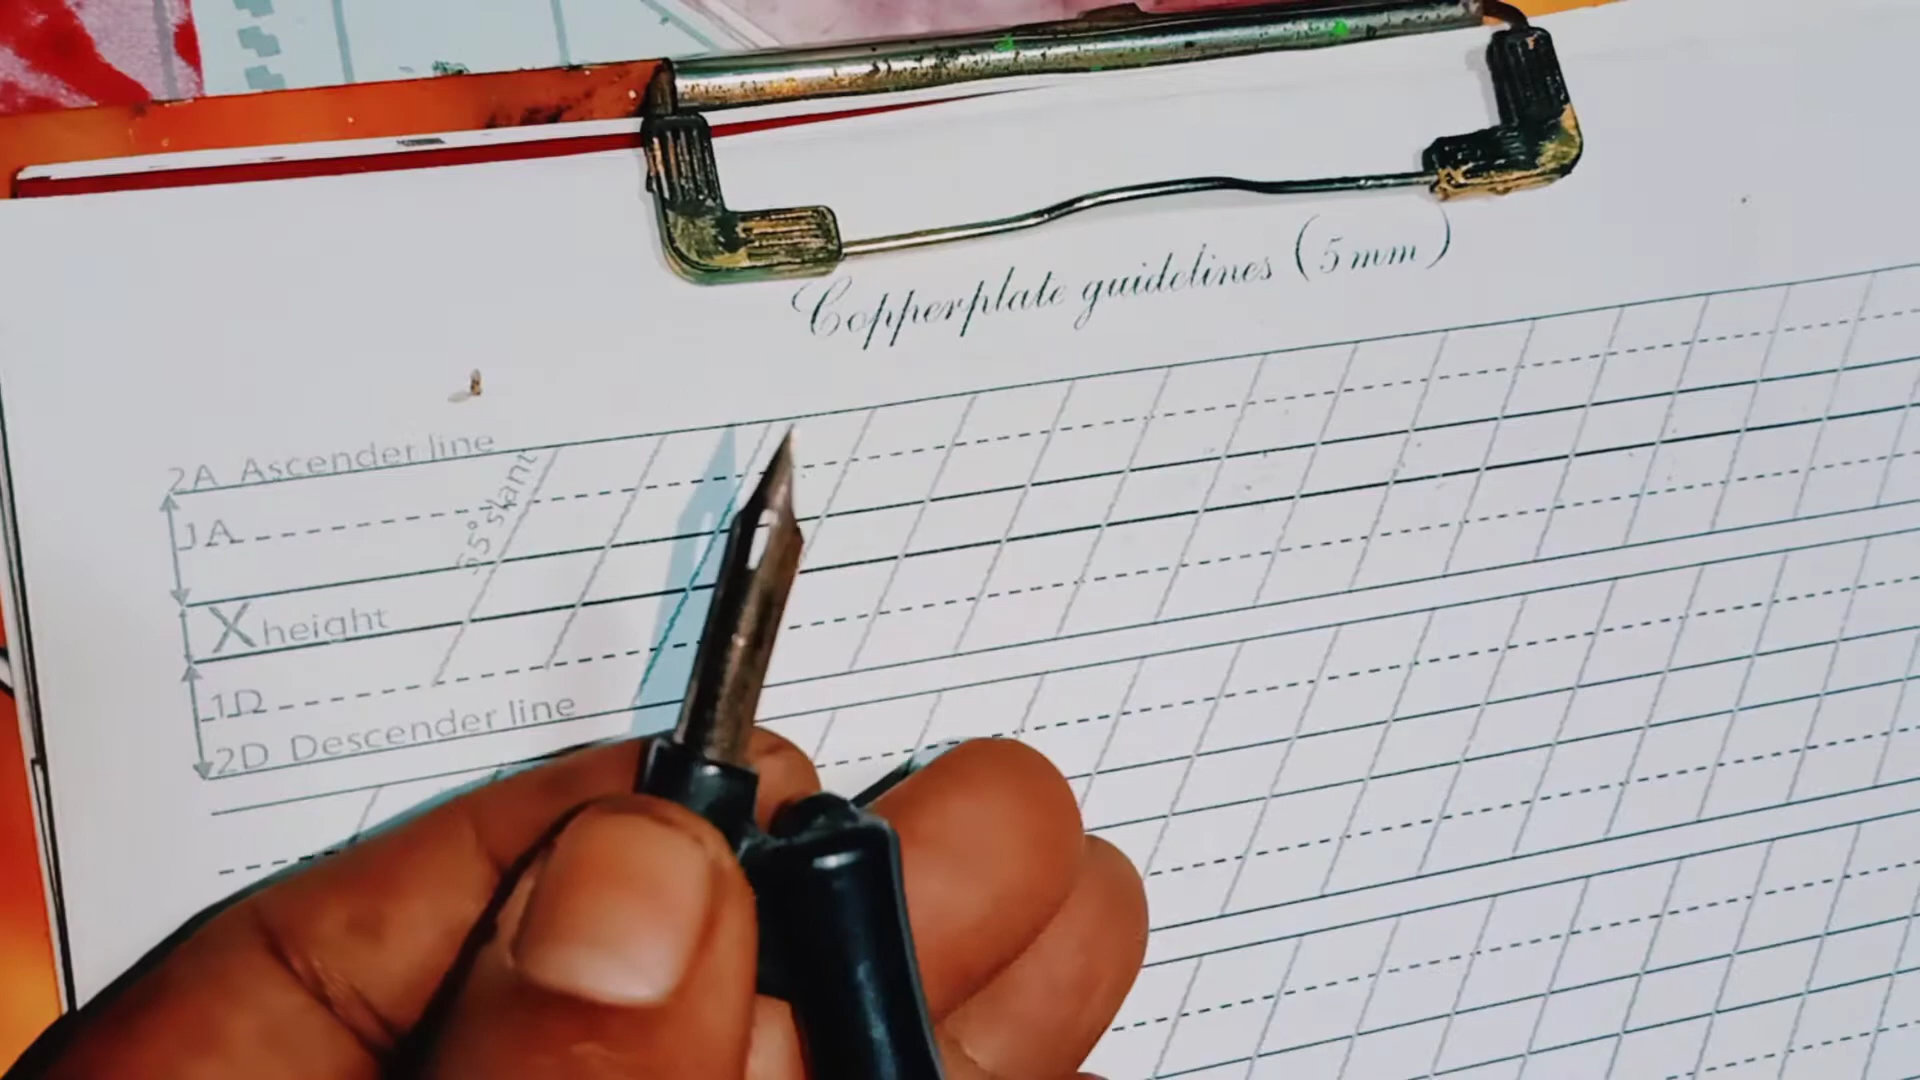 Copperplate guidelines (5mm)
2A Ascender line
55° slant
1A
X height
1D
2D Descender line